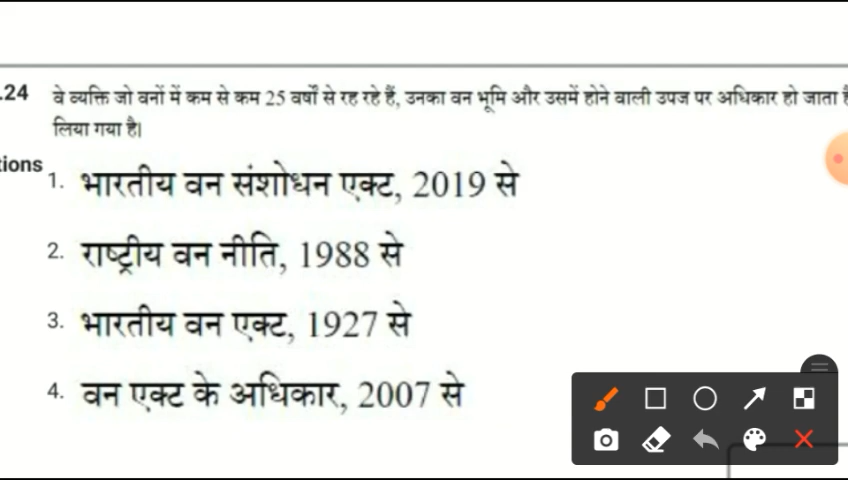 .24 वे व्यक्ति जो वनों में कम से कम 25 वर्षों से रह रहे हैं, उनका वन भूमि और उसमें होने वाली उपज पर अधिकार हो जाता है
लिया गया है।
tions
1. भारतीय वन संशोधन एक्ट, 2019 से
2. राष्ट्रीय वन नीति, 1988 से
3. भारतीय वन एक्ट, 1927 से
4. वन एक्ट के अधिकार, 2007 से